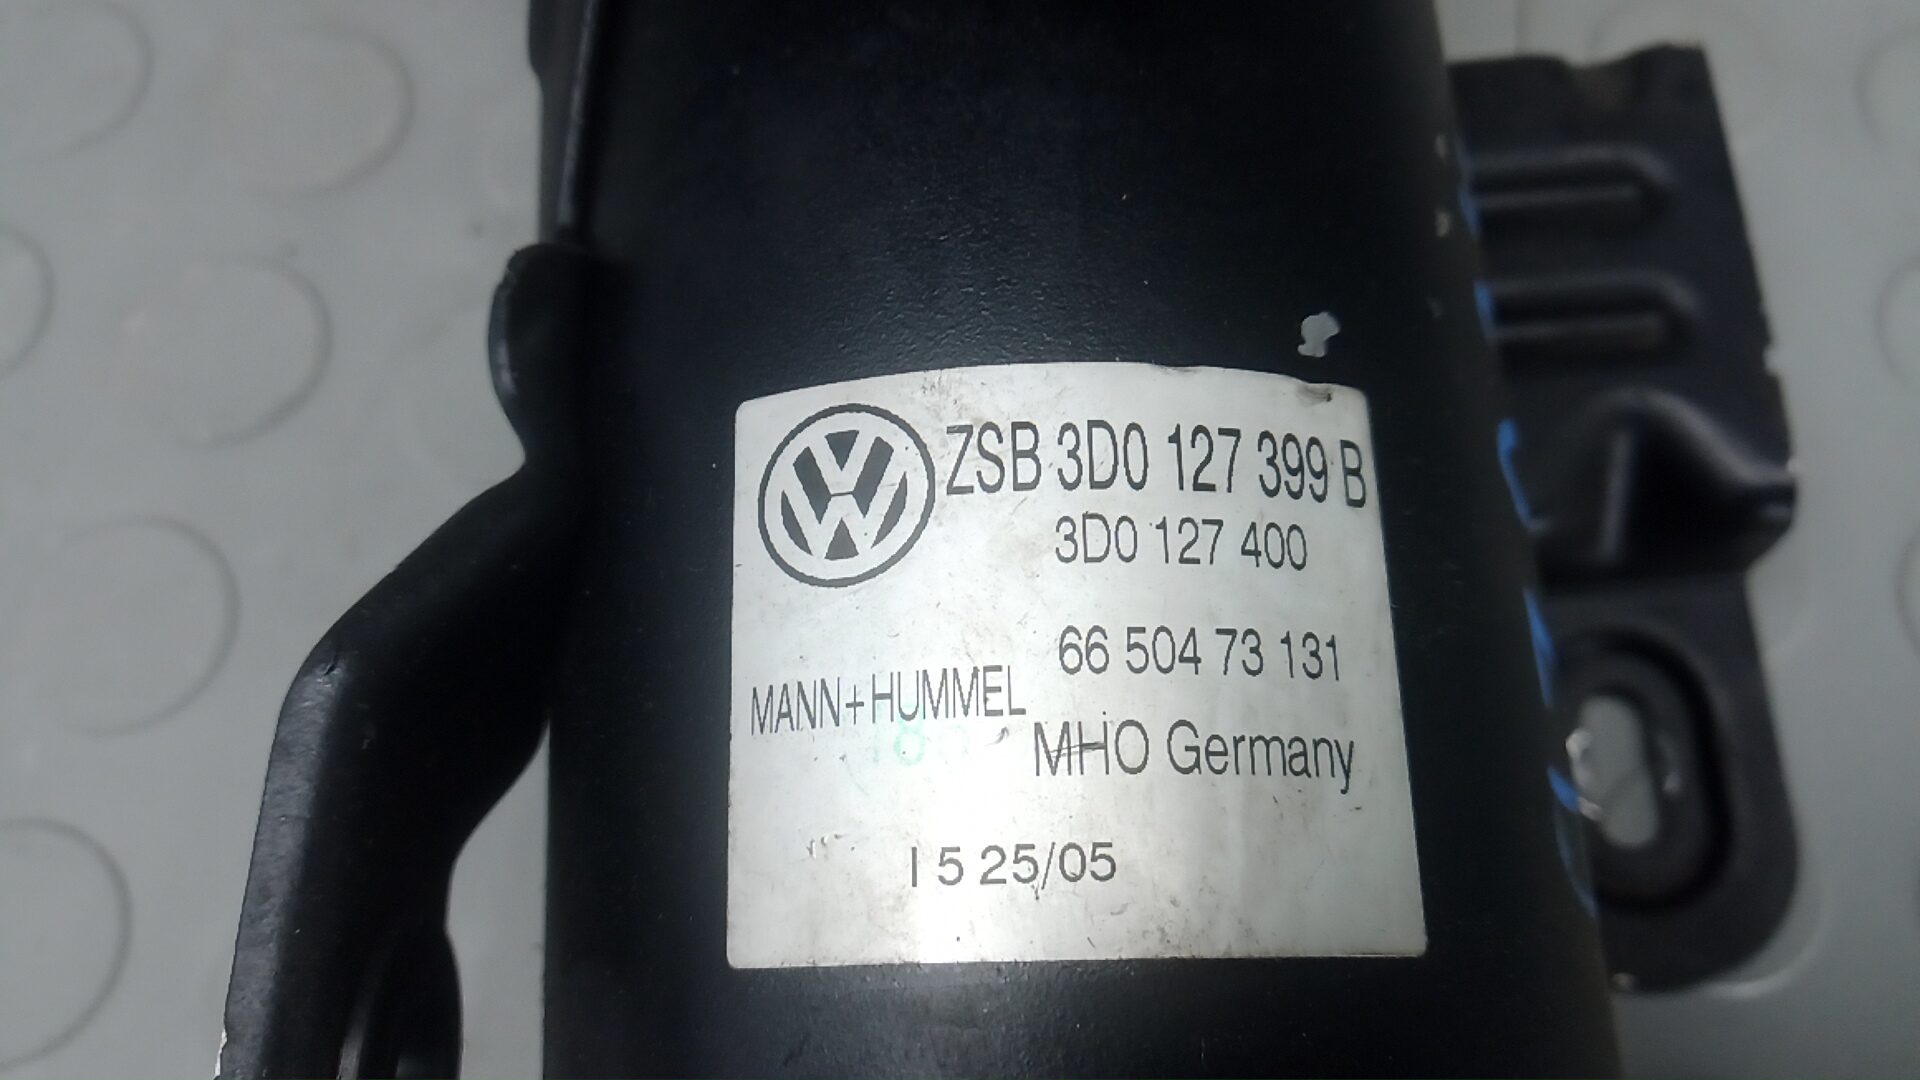 ZSB 3D0 127 399 B
3D0 127 400
66 504 73 131
MANN+HUMMEL
MHO Germany
I 5 25/05